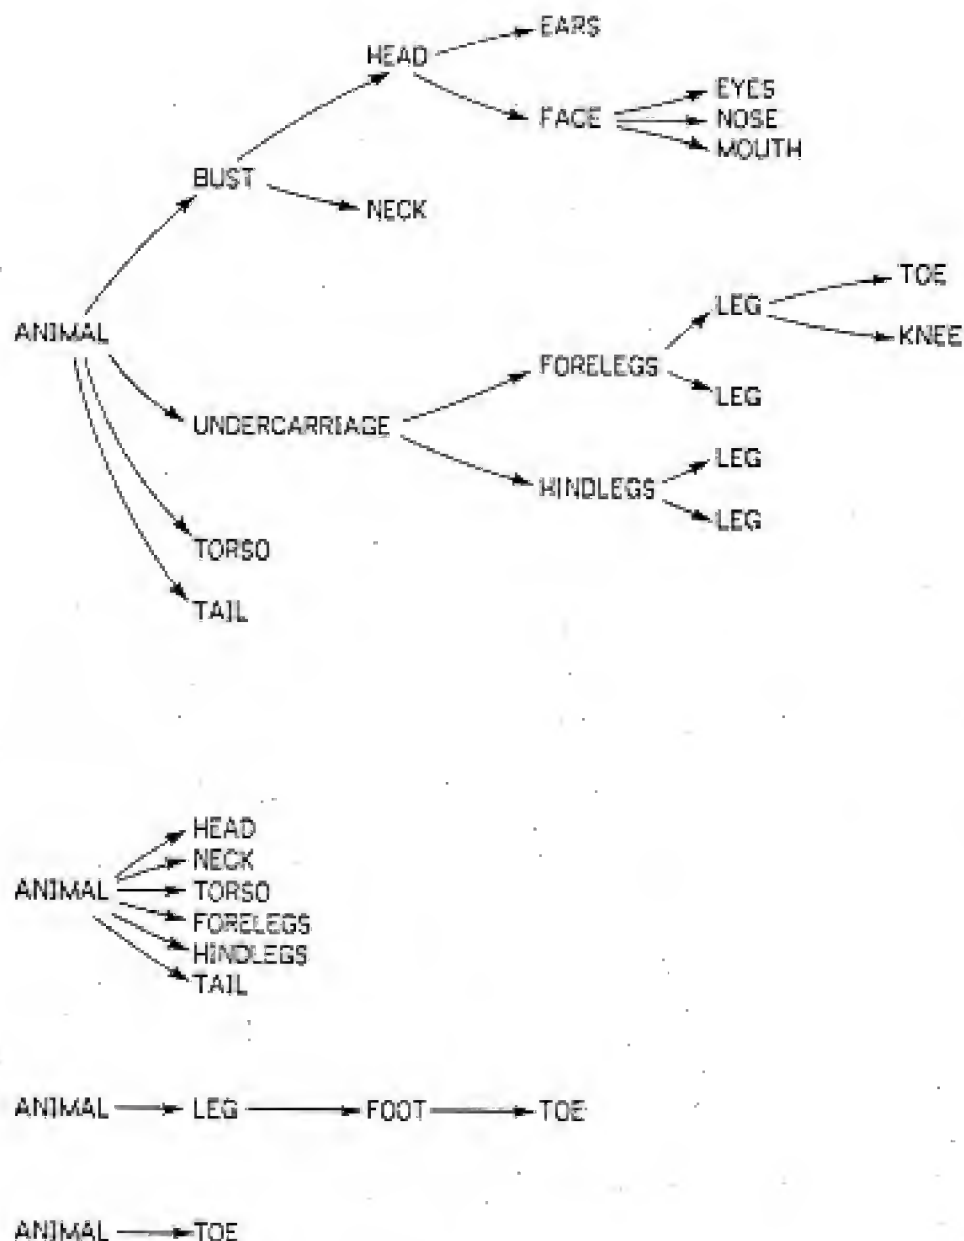 EARS
HEAD
EYES
FACE
NOSE
MOUTH
BUST
NECK
TOE
LEG
ANIMAL
KNEE
FORELEGS
LEG
UNDERCARRIAGE
LEG
HINDLEGS
LEG
TORSO
TAIL
HEAD
NECK
ANIMAL TORSO
FORELEGS
HINDLEGS
TAIL
ANIMAL LEG FOOT TOE
ANIMAL TOE